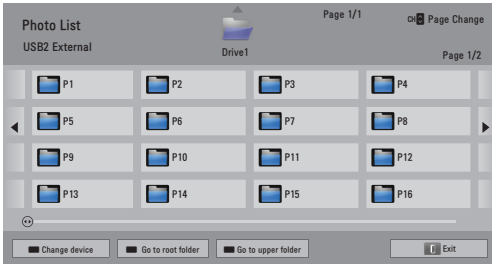 Photo List
USB2 External
Drive1
Page 1/1
CH Page Change
Page 1/2
P1 P2 P3 P4
P5 P6 P7 P8
P9 P10 P11 P12
P13 P14 P15 P16
Change device Go to root folder Go to upper folder Exit